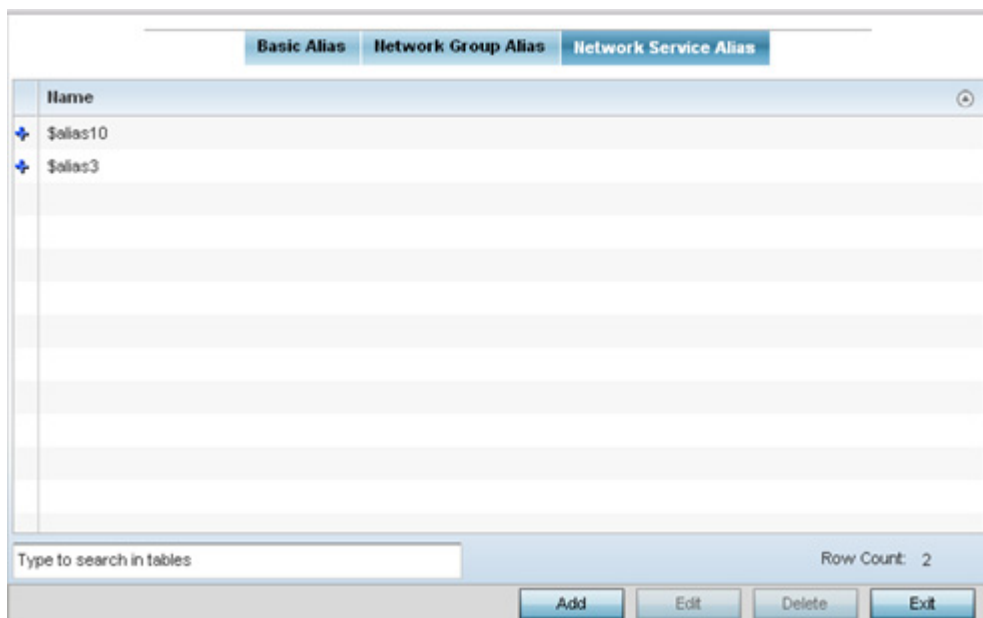 Basic Alias Network Group Alias Network Service Alias
Name
$alias10
$alias3
Type to search in tables Row Count: 2
Add Edit Delete Exit